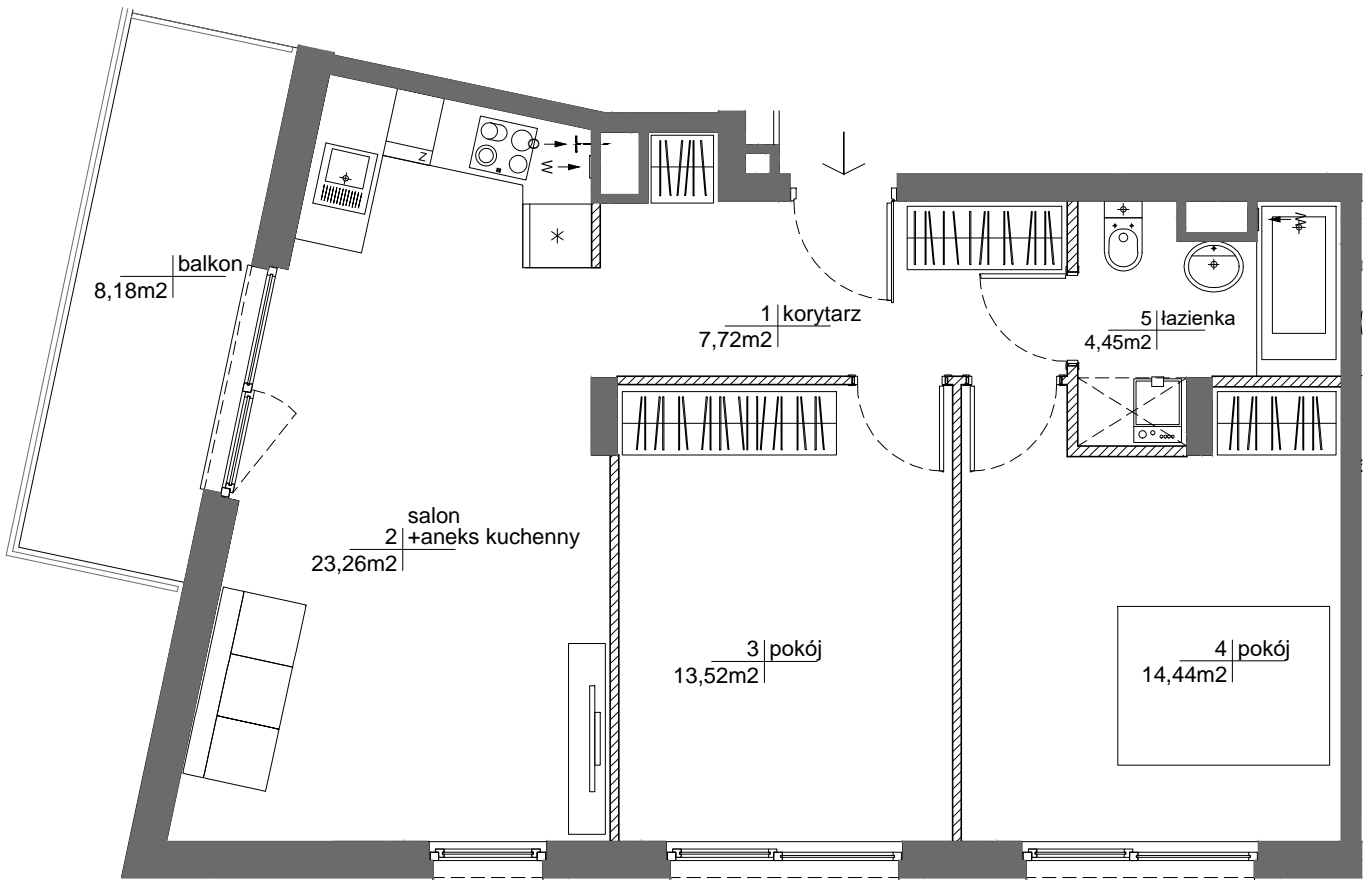 balkon
8,18m2
Z
W
1 korytarz
7,72m2
W
5 łazienka
4,45m2
salon
2 +aneks kuchenny
23,26m2
3 pokój
13,52m2
4 pokój
14,44m2